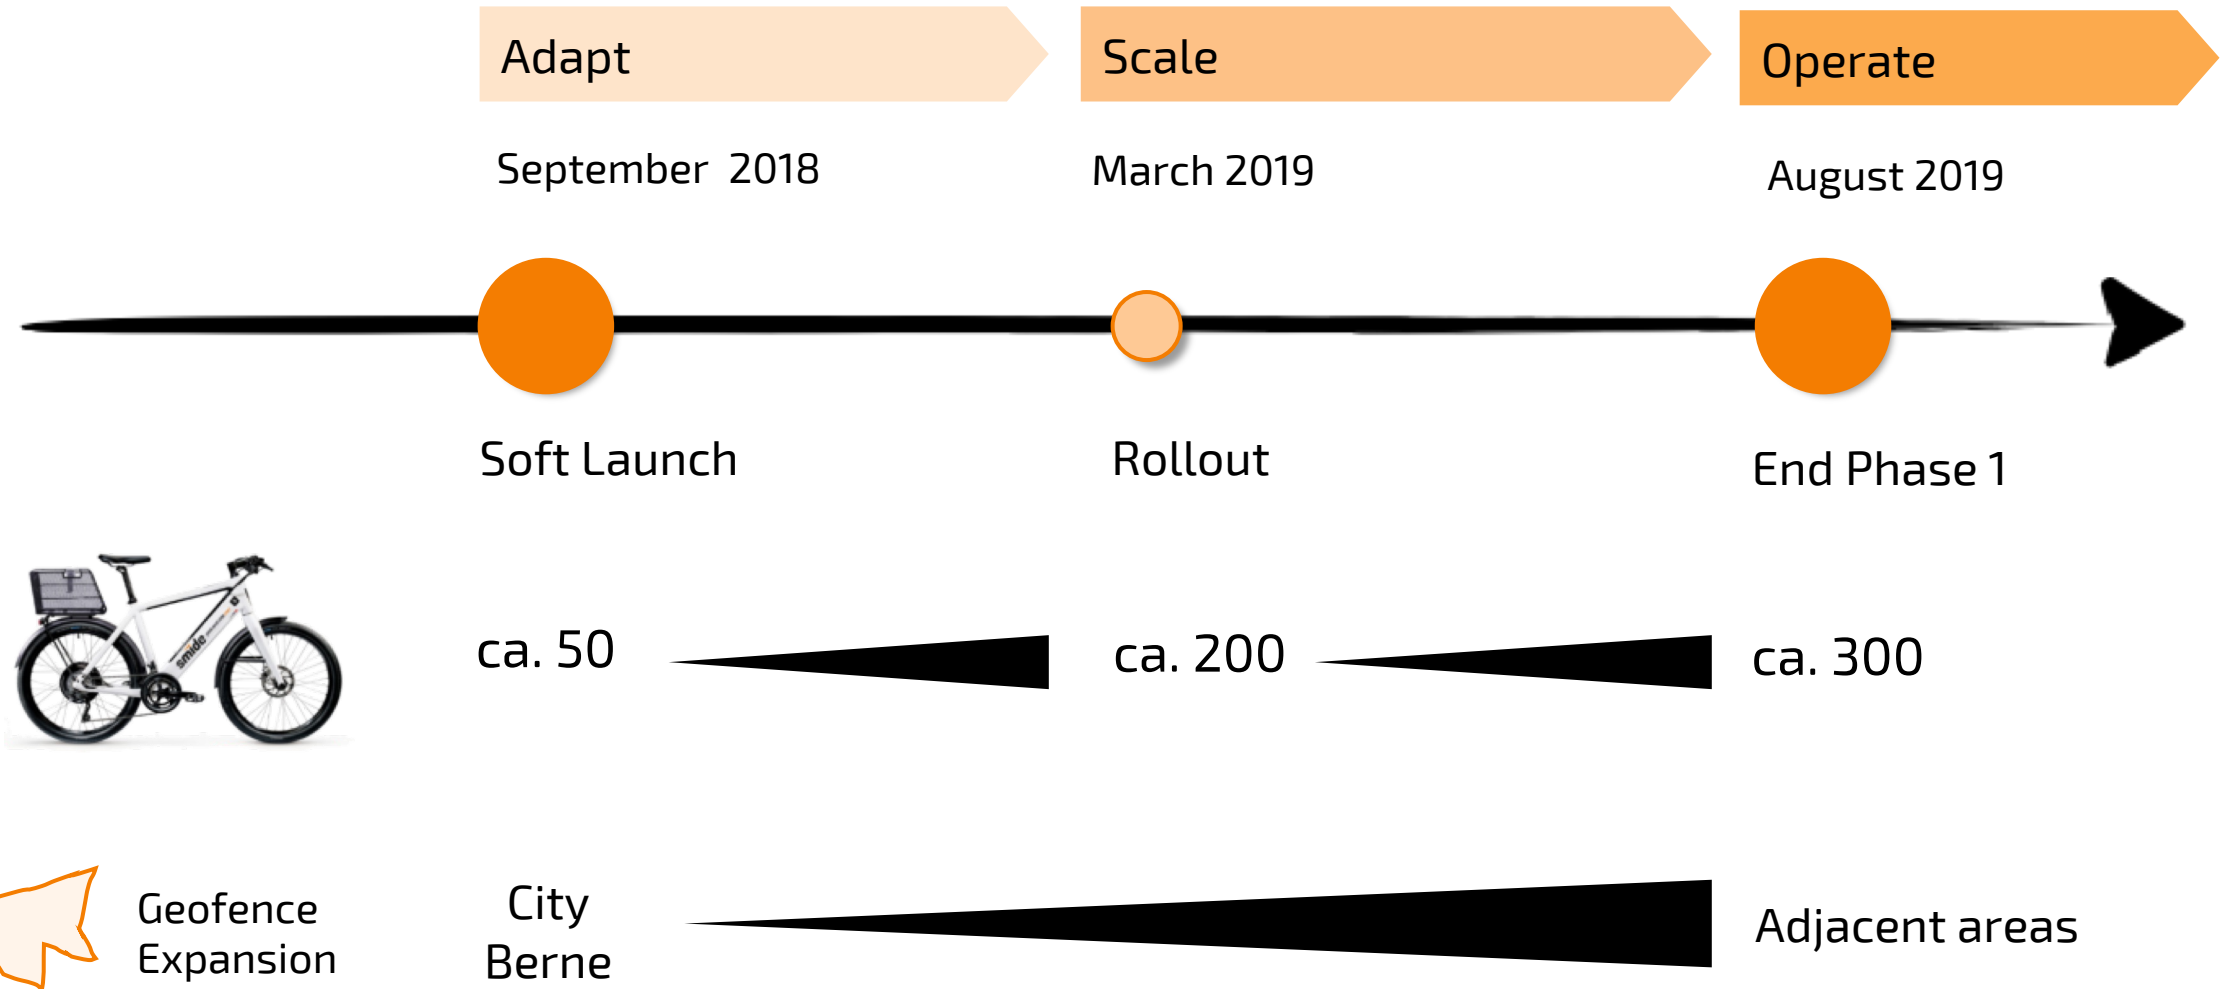 Adapt
Scale
Operate
September 2018
March 2019
August 2019
Soft Launch
Rollout
End Phase 1
smide
ca. 50
ca. 200
ca. 300
Geofence
Expansion
City
Berne
Adjacent areas